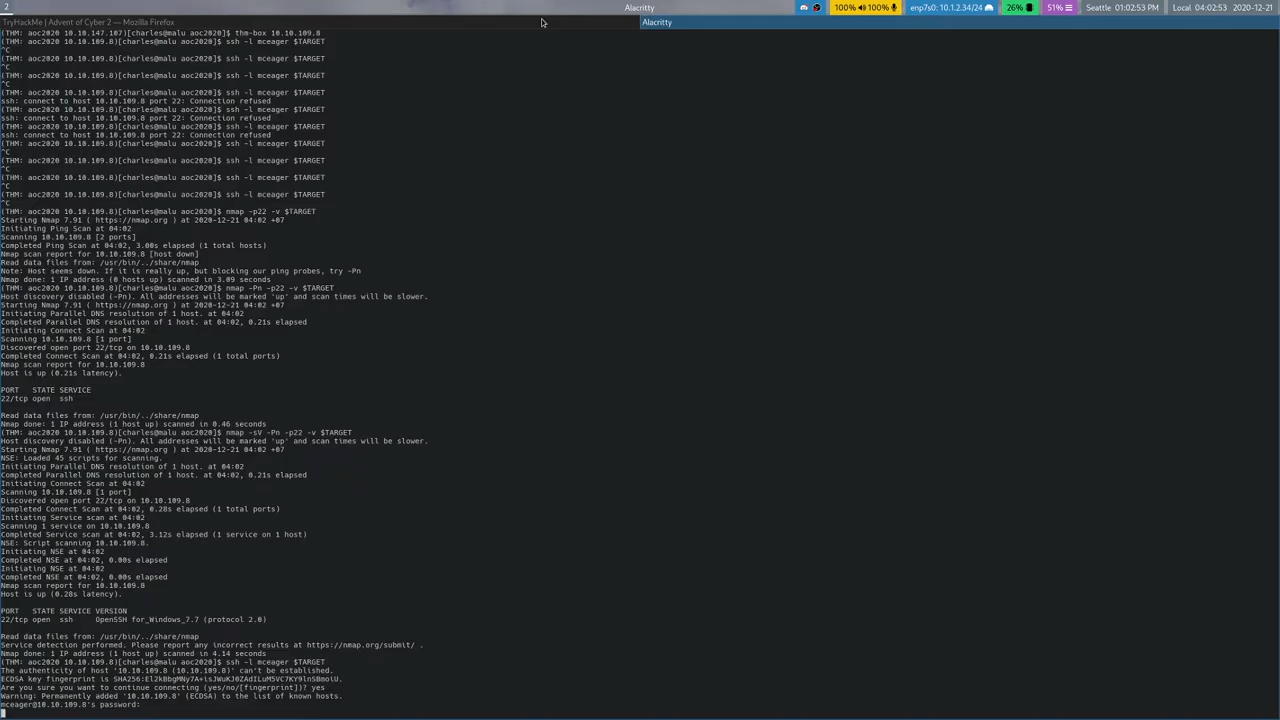 2
Alacritty
100% 100%
enp7s0: 10.1.2.34/24
26%
51%
Seattle 01:02:53 PM
Local 04:02:53
2020-12-21
TryHackMe | Advent of Cyber 2 — Mozilla Firefox
Alacritty
(THM: aoc2020 10.10.147.107)[charles@malu aoc2020]$ thm-box 10.10.109.8
(THM: aoc2020 10.10.109.8)[charles@malu aoc2020]$ ssh -l mceager $TARGET
^C
(THM: aoc2020 10.10.109.8)[charles@malu aoc2020]$ ssh -l mceager $TARGET
^C
(THM: aoc2020 10.10.109.8)[charles@malu aoc2020]$ ssh -l mceager $TARGET
^C
(THM: aoc2020 10.10.109.8)[charles@malu aoc2020]$ ssh -l mceager $TARGET
ssh: connect to host 10.10.109.8 port 22: Connection refused
(THM: aoc2020 10.10.109.8)[charles@malu aoc2020]$ ssh -l mceager $TARGET
ssh: connect to host 10.10.109.8 port 22: Connection refused
(THM: aoc2020 10.10.109.8)[charles@malu aoc2020]$ ssh -l mceager $TARGET
ssh: connect to host 10.10.109.8 port 22: Connection refused
(THM: aoc2020 10.10.109.8)[charles@malu aoc2020]$ ssh -l mceager $TARGET
^C
(THM: aoc2020 10.10.109.8)[charles@malu aoc2020]$ ssh -l mceager $TARGET
^C
(THM: aoc2020 10.10.109.8)[charles@malu aoc2020]$ ssh -l mceager $TARGET
^C
(THM: aoc2020 10.10.109.8)[charles@malu aoc2020]$ ssh -l mceager $TARGET
^C
(THM: aoc2020 10.10.109.8)[charles@malu aoc2020]$ nmap -p22 -v $TARGET
Starting Nmap 7.91 ( https://nmap.org ) at 2020-12-21 04:02 +07
Initiating Ping Scan at 04:02
Scanning 10.10.109.8 [2 ports]
Completed Ping Scan at 04:02, 3.00s elapsed (1 total hosts)
Nmap scan report for 10.10.109.8 [host down]
Read data files from: /usr/bin/../share/nmap
Note: Host seems down. If it is really up, but blocking our ping probes, try -Pn
Nmap done: 1 IP address (0 hosts up) scanned in 3.09 seconds
(THM: aoc2020 10.10.109.8)[charles@malu aoc2020]$ nmap -Pn -p22 -v $TARGET
Host discovery disabled (-Pn). All addresses will be marked 'up' and scan times will be slower.
Starting Nmap 7.91 ( https://nmap.org ) at 2020-12-21 04:02 +07
Initiating Parallel DNS resolution of 1 host. at 04:02
Completed Parallel DNS resolution of 1 host. at 04:02, 0.21s elapsed
Initiating Connect Scan at 04:02
Scanning 10.10.109.8 [1 port]
Discovered open port 22/tcp on 10.10.109.8
Completed Connect Scan at 04:02, 0.21s elapsed (1 total ports)
Nmap scan report for 10.10.109.8
Host is up (0.21s latency).
PORT STATE SERVICE
22/tcp open ssh
Read data files from: /usr/bin/../share/nmap
Nmap done: 1 IP address (1 host up) scanned in 0.46 seconds
(THM: aoc2020 10.10.109.8)[charles@malu aoc2020]$ nmap -sV -Pn -p22 -v $TARGET
Host discovery disabled (-Pn). All addresses will be marked 'up' and scan times will be slower.
Starting Nmap 7.91 ( https://nmap.org ) at 2020-12-21 04:02 +07
NSE: Loaded 45 scripts for scanning.
Initiating Parallel DNS resolution of 1 host. at 04:02
Completed Parallel DNS resolution of 1 host. at 04:02, 0.21s elapsed
Initiating Connect Scan at 04:02
Scanning 10.10.109.8 [1 port]
Discovered open port 22/tcp on 10.10.109.8
Completed Connect Scan at 04:02, 0.28s elapsed (1 total ports)
Initiating Service scan at 04:02
Scanning 1 service on 10.10.109.8
Completed Service scan at 04:02, 3.12s elapsed (1 service on 1 host)
NSE: Script scanning 10.10.109.8.
Initiating NSE at 04:02
Completed NSE at 04:02, 0.00s elapsed
Initiating NSE at 04:02
Completed NSE at 04:02, 0.00s elapsed
Nmap scan report for 10.10.109.8
Host is up (0.28s latency).
PORT STATE SERVICE VERSION
22/tcp open ssh OpenSSH for_Windows_7.7 (protocol 2.0)
Read data files from: /usr/bin/../share/nmap
Service detection performed. Please report any incorrect results at https://nmap.org/submit/ .
Nmap done: 1 IP address (1 host up) scanned in 4.14 seconds
(THM: aoc2020 10.10.109.8)[charles@malu aoc2020]$ ssh -l mceager $TARGET
The authenticity of host '10.10.109.8 (10.10.109.8)' can't be established.
ECDSA key fingerprint is
Are you sure you want to continue connecting (yes/no/[fingerprint])? yes
Warning: Permanently added '10.10.109.8' (ECDSA) to the list of known hosts.
mceager@10.10.109.8's password: